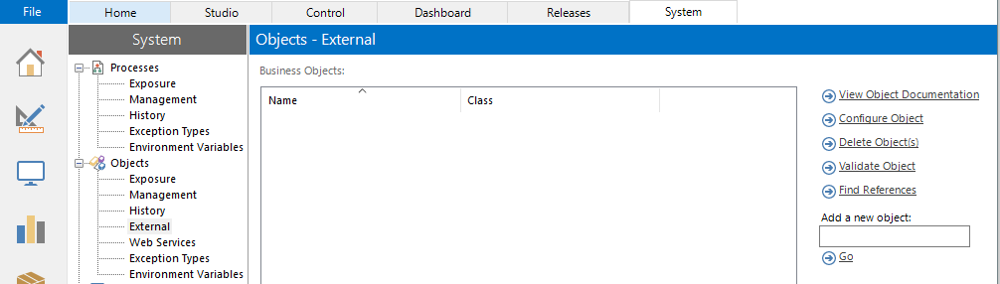 File
Home
Studio
Control
Dashboard
Releases
System
System
Processes
Exposure
Management
History
Exception Types
Environment Variables
Objects
Exposure
Management
History
External
Web Services
Exception Types
Environment Variables
Objects - External
Business Objects:
Name
Class
View Object Documentation
Configure Object
Delete Object(s)
Validate Object
Find References
Add a new object:
Go